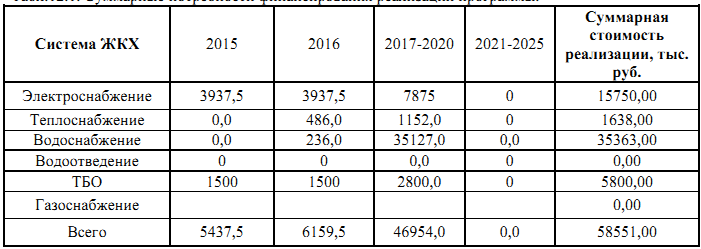 Система ЖКХ 2015 2016 2017-2020 2021-2025 Суммарная
стоимость
реализации, тыс.
руб.
Электроснабжение 3937,5 3937,5 7875 0 15750,00
Теплоснабжение 0,0 486,0 1152,0 0 1638,00
Водоснабжение 0,0 236,0 35127,0 0,0 35363,00
Водоотведение 0 0 0,0 0 0,00
ТБО 1500 1500 2800,0 0 5800,00
Газоснабжение 0,00
Всего 5437,5 6159,5 46954,0 0,0 58551,00